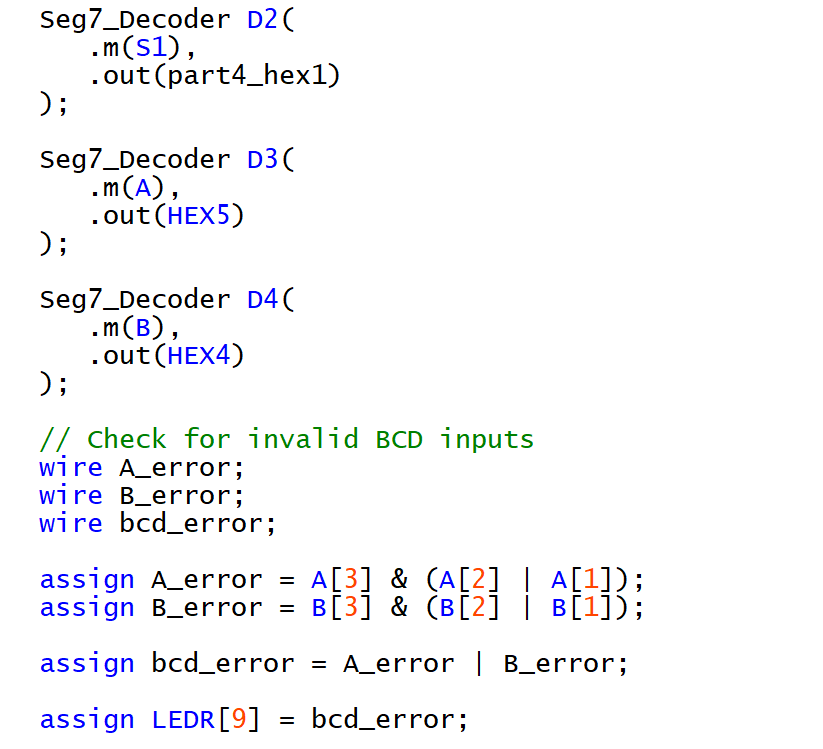 Seg7_Decoder D2(
.m(S1),
.out(part4_hex1)
);
Seg7_Decoder D3(
.m(A),
.out(HEX5)
);
Seg7_Decoder D4(
.m(B),
.out(HEX4)
);
// Check for invalid BCD inputs
wire A_error;
wire B_error;
wire bcd_error;
assign A_error = A[3] & (A[2] | A[1]);
assign B_error = B[3] & (B[2] | B[1]);
assign bcd_error = A_error | B_error;
assign LEDR[9] = bcd_error;